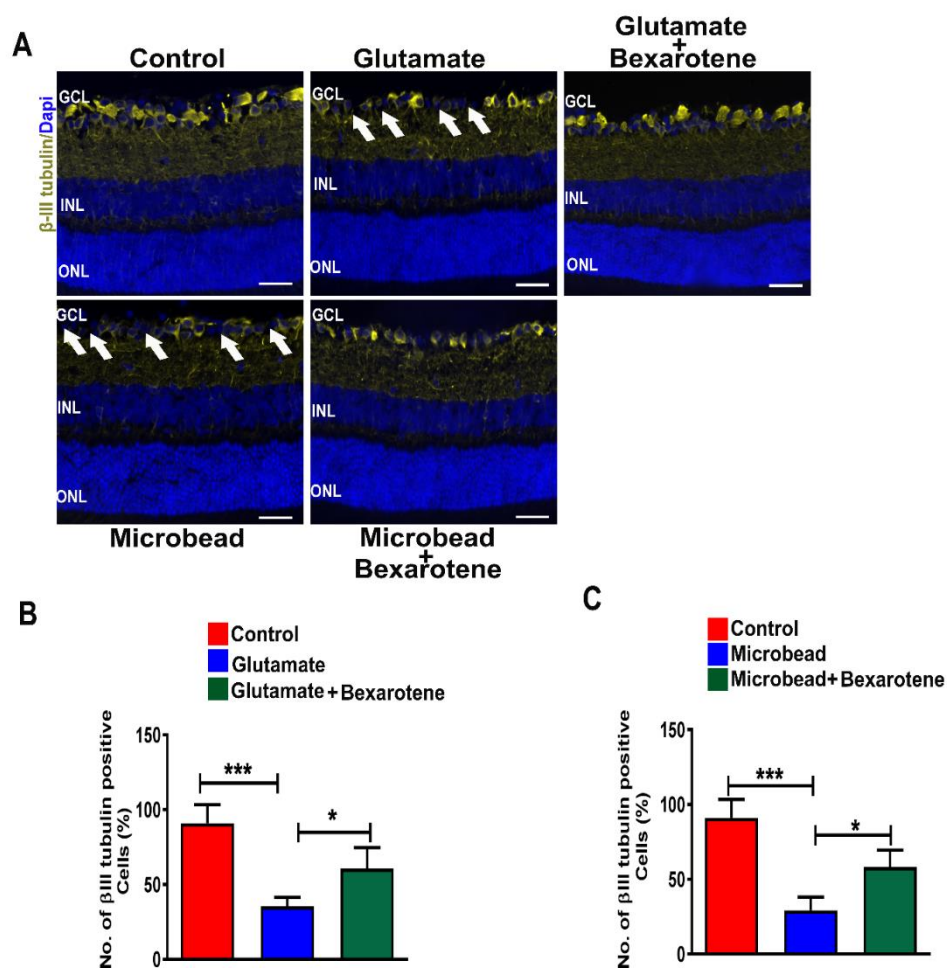 A
Control
Glutamate
Glutamate
+
Bexarotene
β-III tubulin/Dapi
GCL
INL
ONL
GCL
INL
ONL
GCL
INL
ONL
GCL
INL
ONL
GCL
INL
ONL
Microbead
Microbead
+
Bexarotene
B
Control
Glutamate
Glutamate + Bexarotene
No. of βIII tubulin positive
Cells (%)
150
100
50
0
***
*
C
Control
Microbead
Microbead+Bexarotene
No. of βIII tubulin positive
Cells (%)
150
100
50
0
***
*